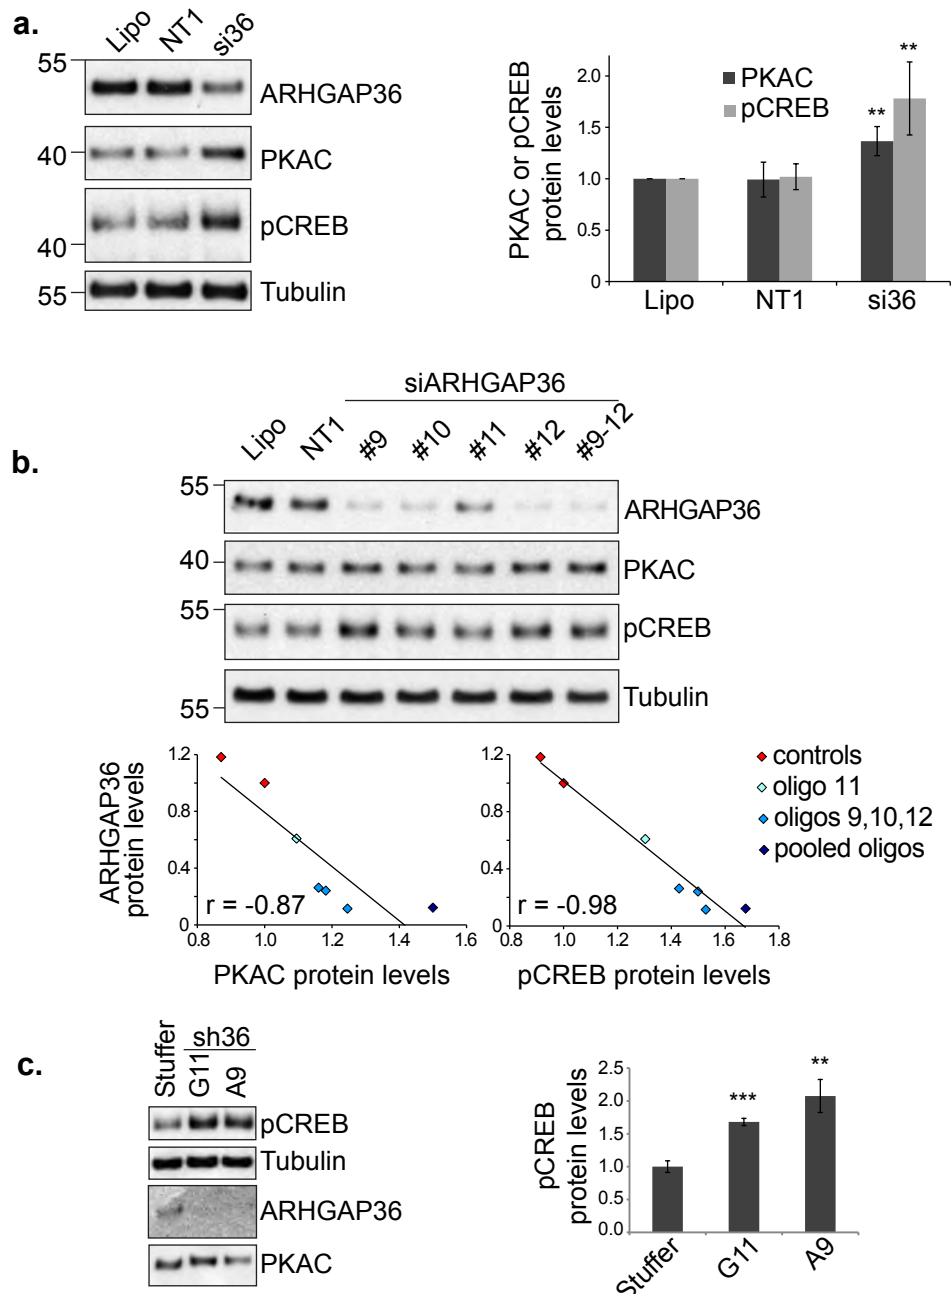 a.
Lipo NT1 si36
55
ARHGAP36
40
PKAC
pCREB
40
55
Tubulin
PKAC or pCREB
protein levels
2.0
1.5
1.0
0.5
0
PKAC
pCREB
**
**
Lipo NT1 si36
b.
siARHGAP36
Lipo NT1 #9 #10 #11 #12 #9-12
55
ARHGAP36
40
PKAC
55
pCREB
Tubulin
55
ARHGAP36
protein levels
1.2
0.8
0.4
0
r = -0.87
0.8 1.0 1.2 1.4 1.6
PKAC protein levels
1.2
0.8
0.4
0
r = -0.98
0.8 1.0 1.2 1.4 1.6 1.8
pCREB protein levels
controls
oligo 11
oligos 9,10,12
pooled oligos
c.
sh36
Stuffer G11 A9
pCREB
Tubulin
ARHGAP36
PKAC
pCREB
protein levels
2.5
2.0
1.5
1.0
0.5
0.0
***
**
Stuffer G11 A9